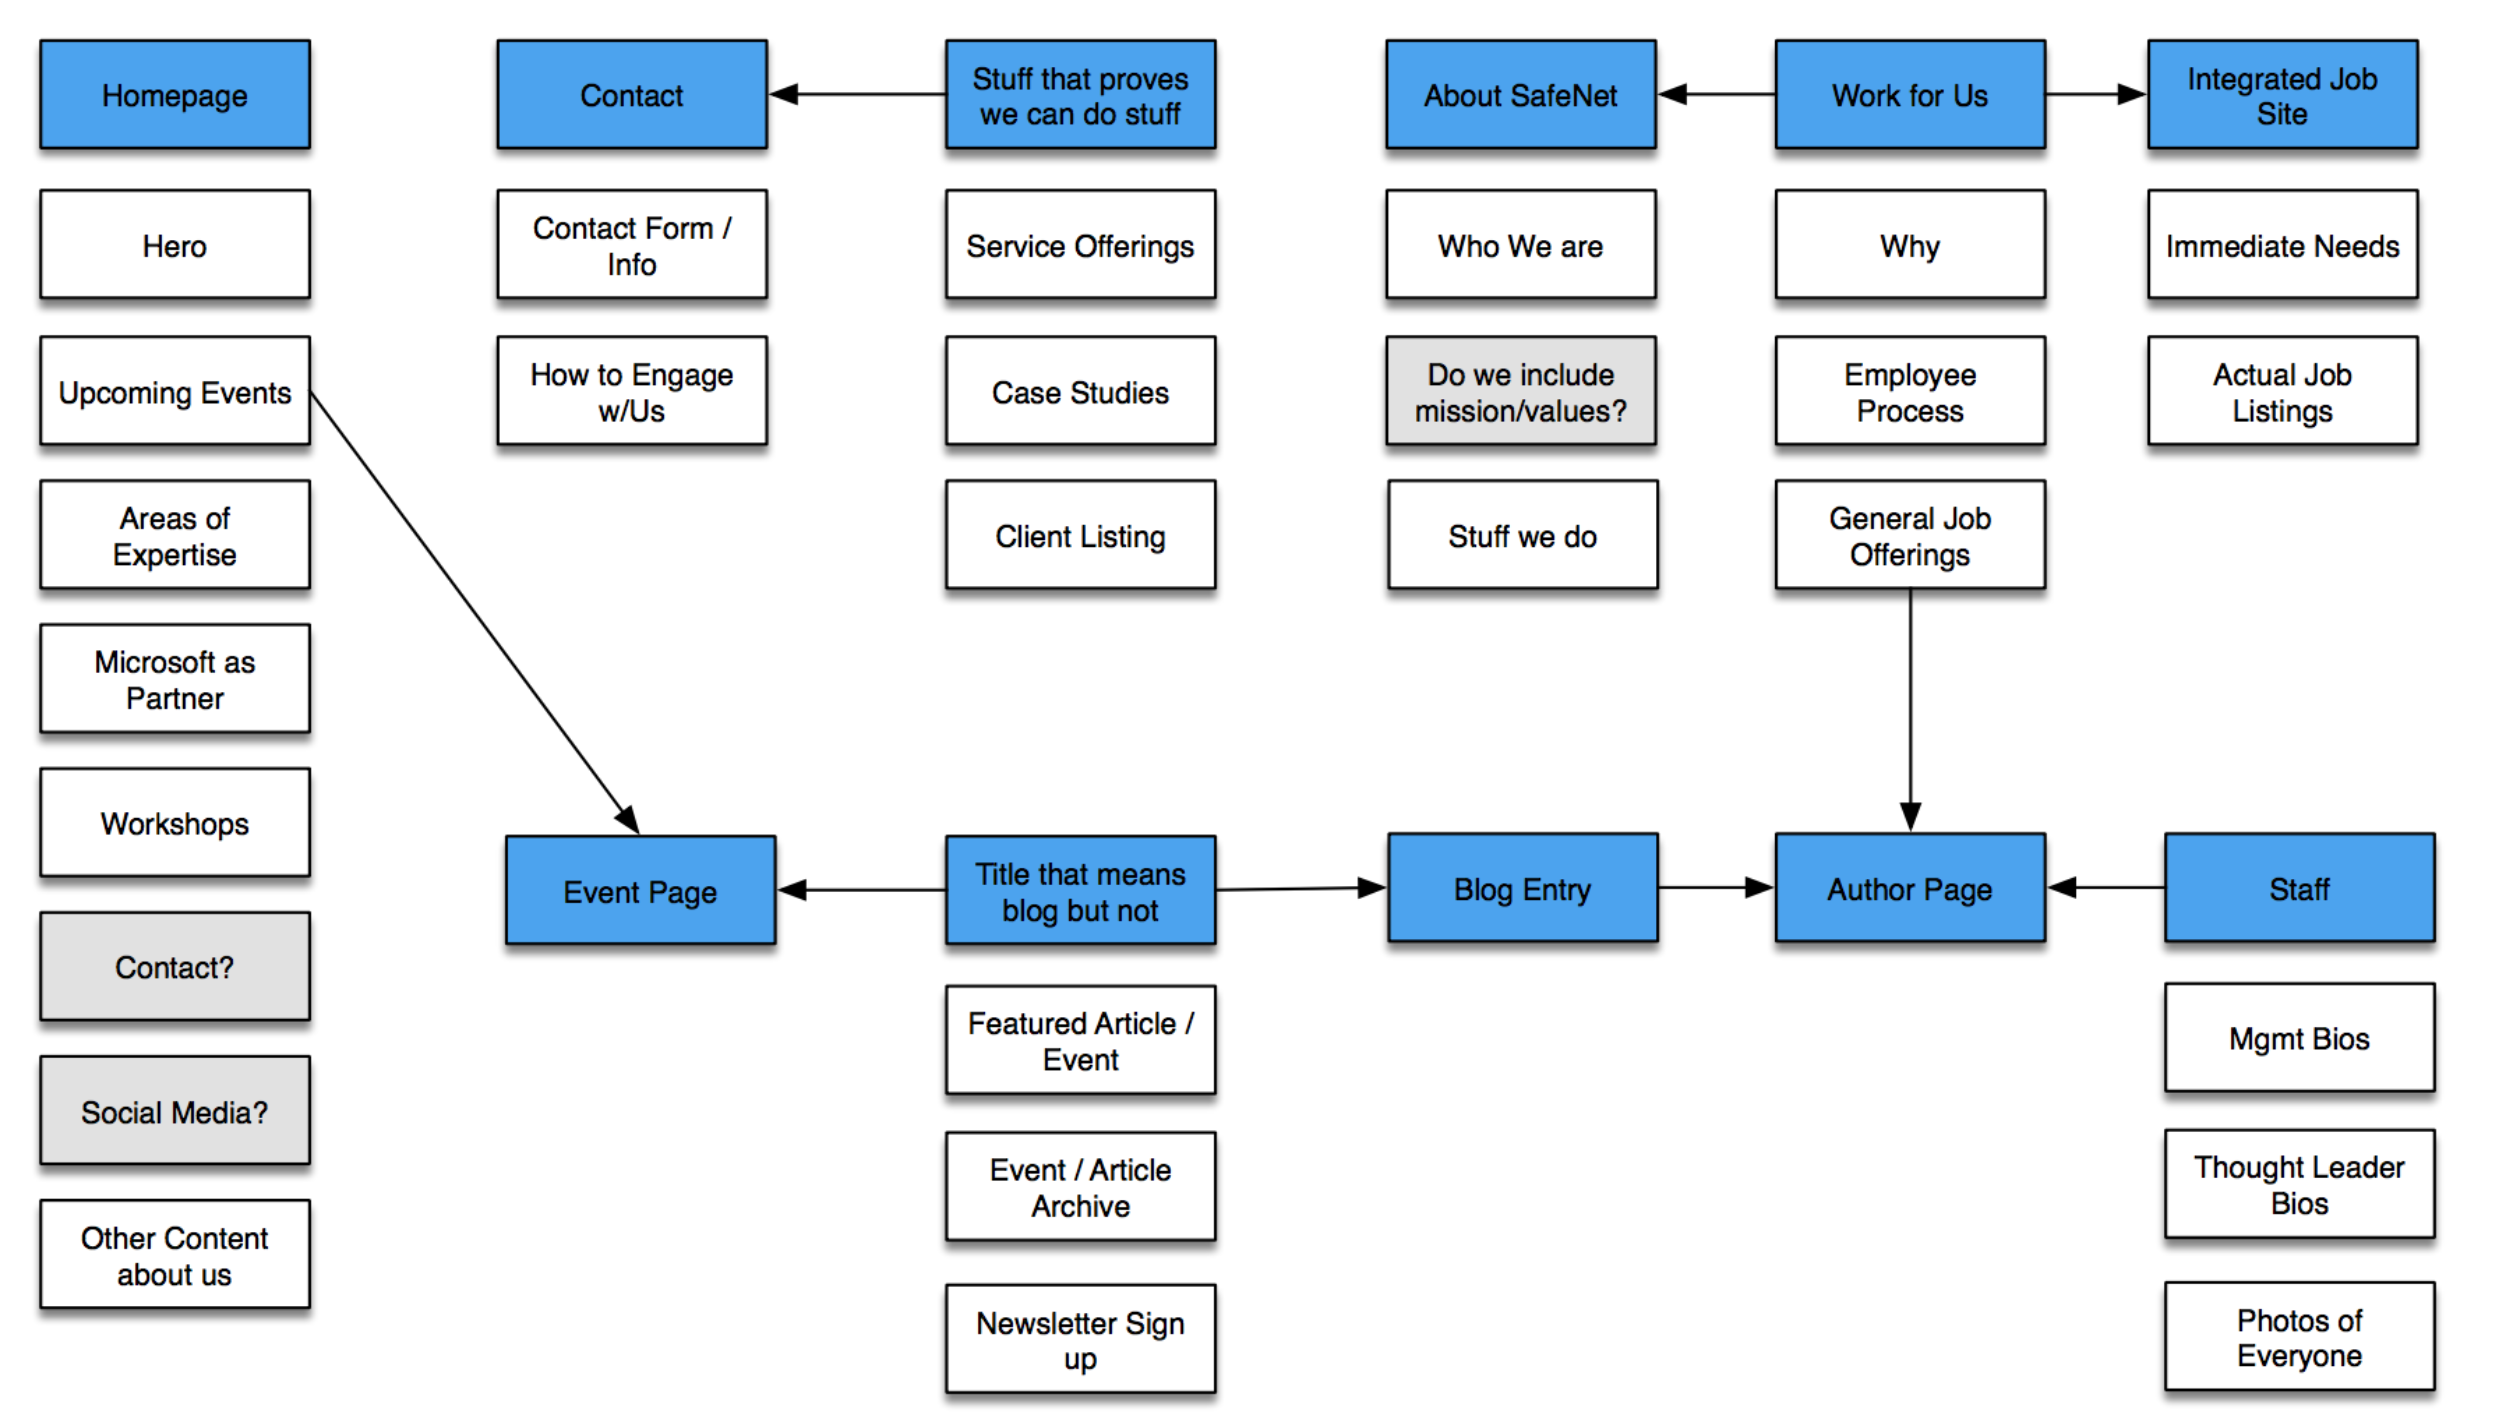 Homepage
Hero
Upcoming Events
Areas of
Expertise
Microsoft as
Partner
Workshops
Contact?
Social Media?
Other Content
about us
Contact
Contact Form /
Info
How to Engage
w/Us
Stuff that proves
we can do stuff
Service Offerings
Case Studies
Client Listing
About SafeNet
Who We are
Do we include
mission/values?
Stuff we do
Work for Us
Why
Employee
Process
General Job
Offerings
Integrated Job
Site
Immediate Needs
Actual Job
Listings
Event Page
Title that means
blog but not
Featured Article /
Event
Event / Article
Archive
Newsletter Sign
up
Blog Entry
Author Page
Staff
Mgmt Bios
Thought Leader
Bios
Photos of
Everyone